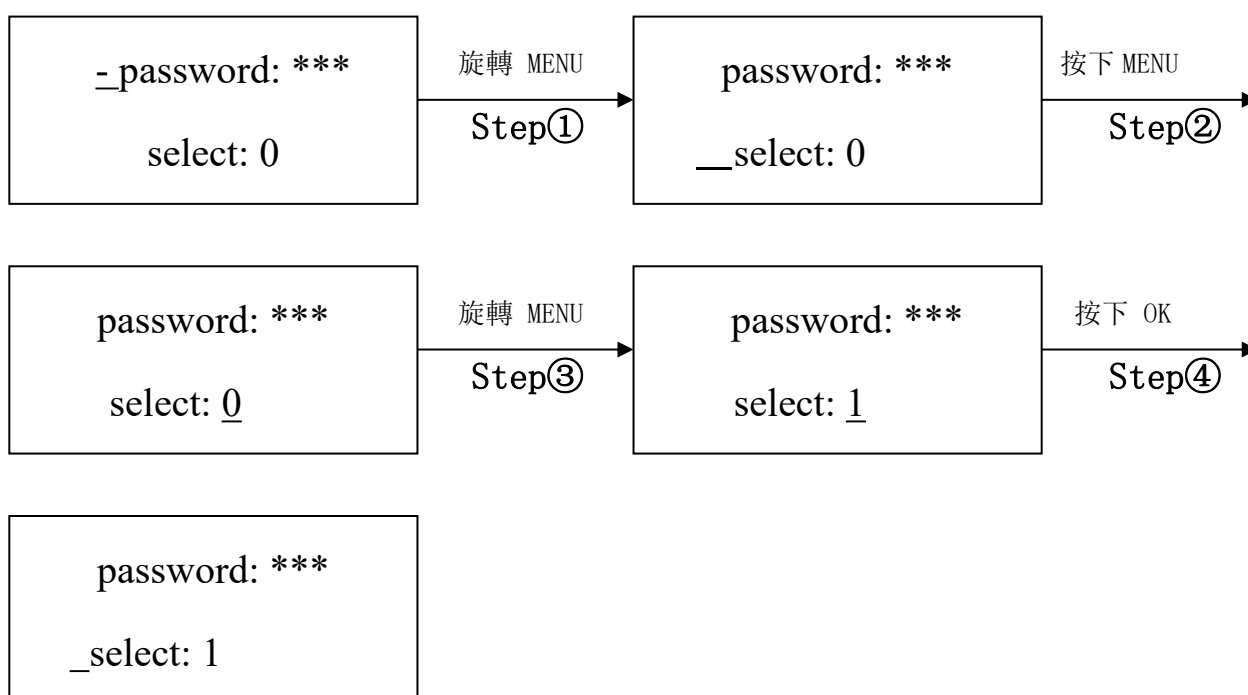 - password: ***
select: 0
旋轉 MENU
Step①
password: ***
__select: 0
按下 MENU
Step②
password: ***
select: 0
旋轉 MENU
Step③
password: ***
select: 1
按下 OK
Step④
password: ***
_select: 1